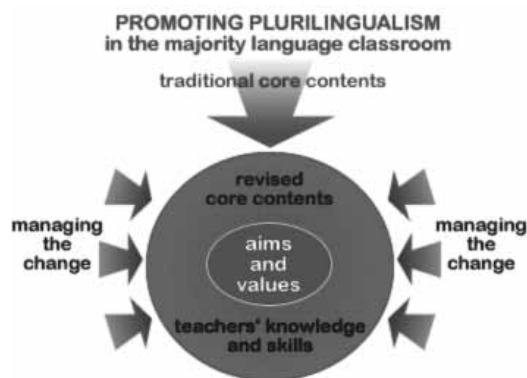 PROMOTING PLURILINGUALISM
in the majority language classroom
traditional core contents
revised
core contents
managing
the
change
aims
and
values
managing
the
change
teachers' knowledge
and skills